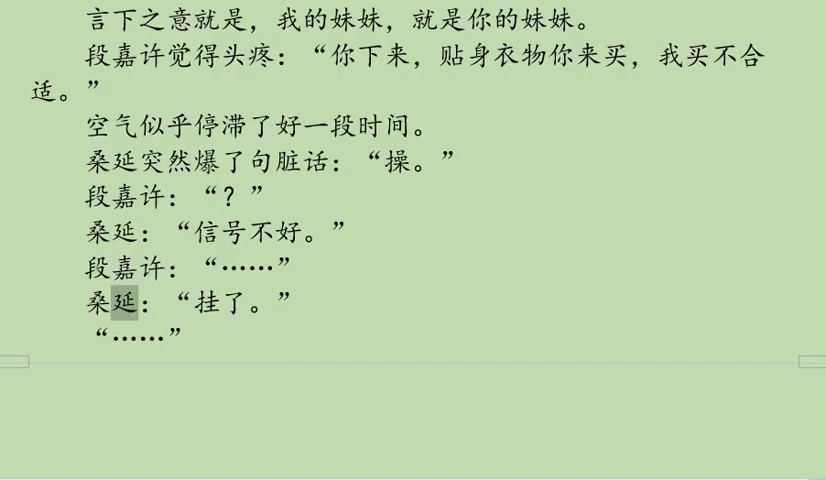 言下之意就是，我的妹妹，就是你的妹妹。
段嘉许觉得头疼：“你下来，贴身衣物你来买，我买不合
适。”
空气似乎停滞了好一段时间。
桑延突然爆了句脏话：“操。”
段嘉许：“？”
桑延：“信号不好。”
段嘉许：“……”
桑延：“挂了。”
“……”